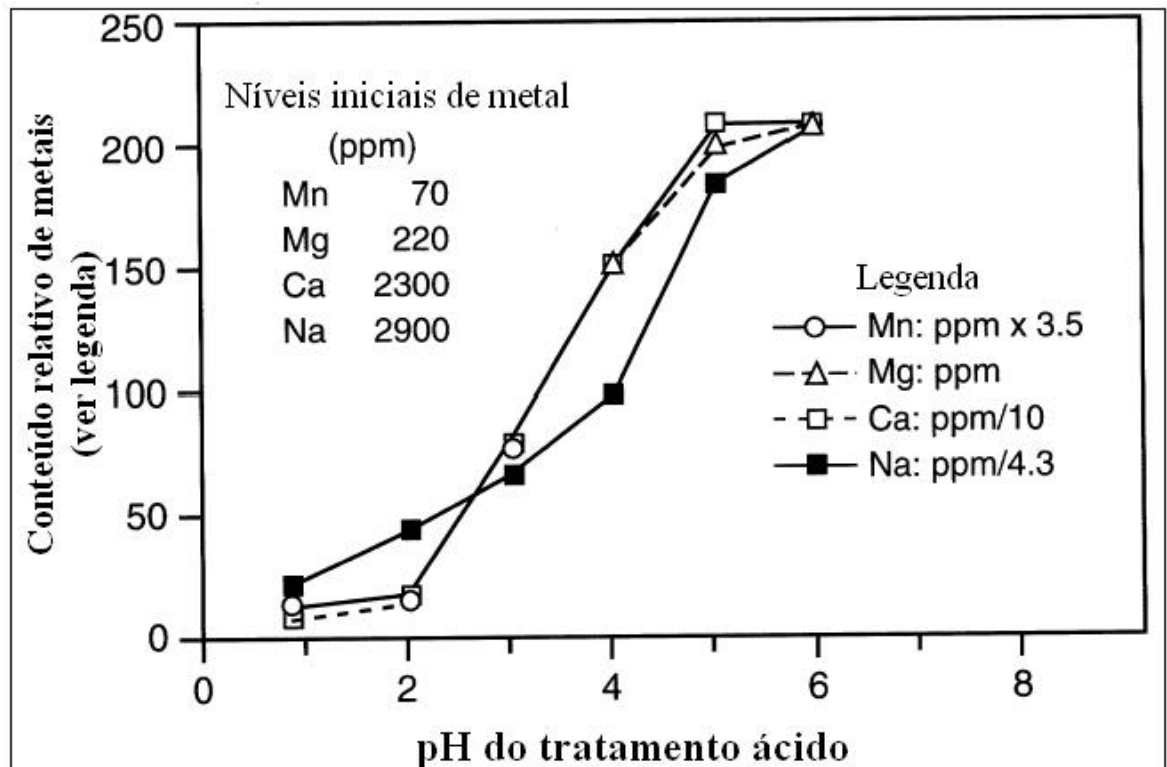 250
200
150
100
50
0
Conteúdo relativo de metais
(ver legenda)
Níveis iniciais de metal
(ppm)
Mn 70
Mg 220
Ca 2300
Na 2900
Legenda
Mn: ppm x 3.5
Mg: ppm
Ca: ppm/10
Na: ppm/4.3
0 2 4 6 8
pH do tratamento ácido